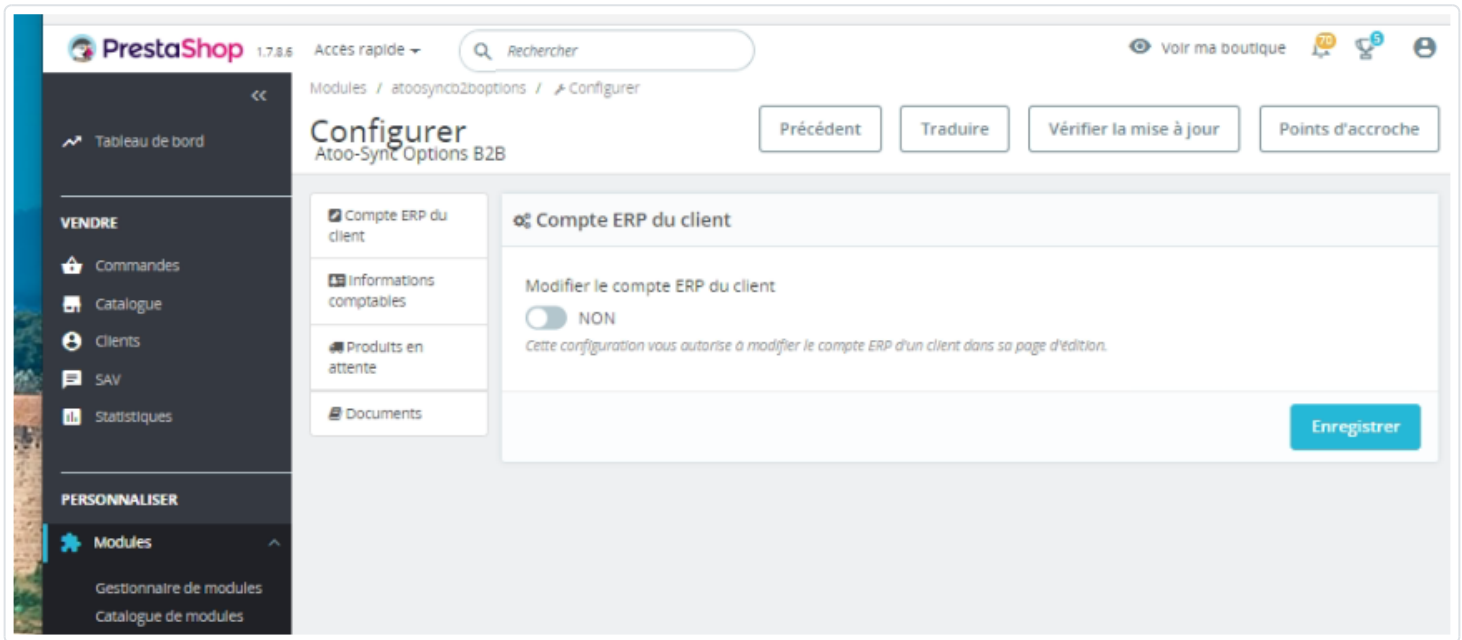 PrestaShop 1.7.8.6 Accès rapide Rechercher Voir ma boutique 70 5
Modules / atoosyncb2boptions / Configurer
Configurer
Atoo-Sync Options B2B
Précédent Traduire Vérifier la mise à jour Points d'accroche
Tableau de bord
VENDRE
Commandes
Catalogue
Clients
SAV
Statistiques
PERSONNALISER
Modules
Gestionnaire de modules
Catalogue de modules
Compte ERP du
client
Informations
comptables
Produits en
attente
Documents
Compte ERP du client
Modifier le compte ERP du client
NON
Cette configuration vous autorise à modifier le compte ERP d'un client dans sa page d'édition.
Enregistrer